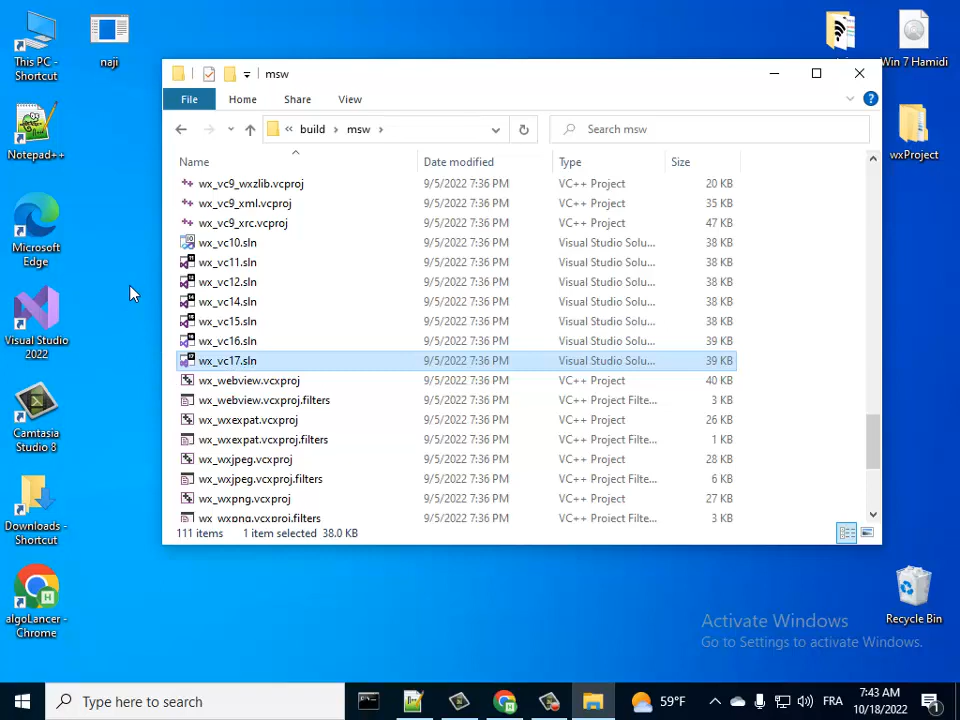 This PC -
Shortcut
naji
Win 7 Hamidi
Notepad++
wxProject
Microsoft
Edge
Visual Studio
2022
Camtasia
Studio 8
Downloads -
Shortcut
algoLancer -
Chrome
Recycle Bin
msw
File Home Share View
build msw
Search msw
Name Date modified Type Size
wx_vc9_wxzlib.vcproj 9/5/2022 7:36 PM VC++ Project 20 KB
wx_vc9_xml.vcproj 9/5/2022 7:36 PM VC++ Project 35 KB
wx_vc9_xrc.vcproj 9/5/2022 7:36 PM VC++ Project 47 KB
wx_vc10.sln 9/5/2022 7:36 PM Visual Studio Solu... 38 KB
wx_vc11.sln 9/5/2022 7:36 PM Visual Studio Solu... 38 KB
wx_vc12.sln 9/5/2022 7:36 PM Visual Studio Solu... 38 KB
wx_vc14.sln 9/5/2022 7:36 PM Visual Studio Solu... 38 KB
wx_vc15.sln 9/5/2022 7:36 PM Visual Studio Solu... 38 KB
wx_vc16.sln 9/5/2022 7:36 PM Visual Studio Solu... 39 KB
wx_vc17.sln 9/5/2022 7:36 PM Visual Studio Solu... 39 KB
wx_webview.vcxproj 9/5/2022 7:36 PM VC++ Project 40 KB
wx_webview.vcxproj.filters 9/5/2022 7:36 PM VC++ Project Filte... 3 KB
wx_wxexpat.vcxproj 9/5/2022 7:36 PM VC++ Project 26 KB
wx_wxexpat.vcxproj.filters 9/5/2022 7:36 PM VC++ Project Filte... 1 KB
wx_wxjpeg.vcxproj 9/5/2022 7:36 PM VC++ Project 28 KB
wx_wxjpeg.vcxproj.filters 9/5/2022 7:36 PM VC++ Project Filte... 6 KB
wx_wxpng.vcxproj 9/5/2022 7:36 PM VC++ Project 27 KB
wx_wxpng.vcxproj.filters 9/5/2022 7:36 PM VC++ Project Filte... 3 KB
111 items 1 item selected 38.0 KB
Activate Windows
Go to Settings to activate Windows.
Type here to search
59°F
FRA
7:43 AM
10/18/2022
1